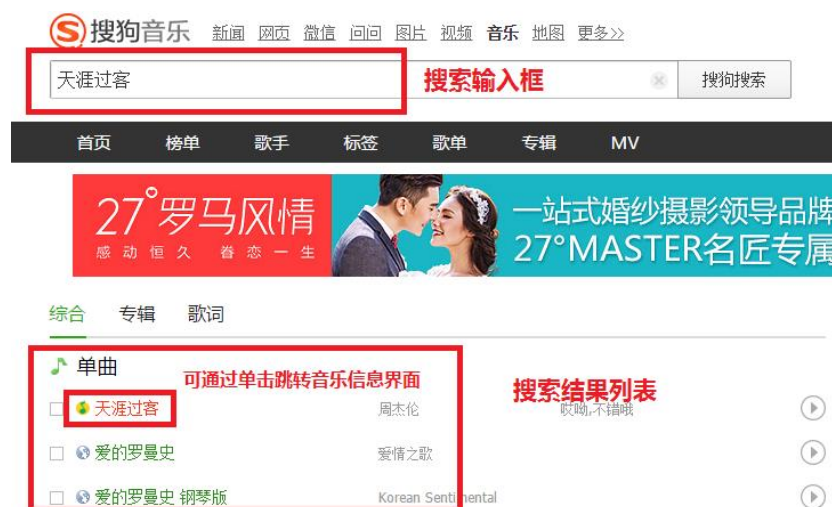 搜狗音乐 新闻 网页 微信 问问 图片 视频 音乐 地图 更多>>
天涯过客 搜索输入框 搜狗搜索
首页 榜单 歌手 标签 歌单 专辑 MV
27°罗马风情
感动恒久 眷恋一生
一站式婚纱摄影领导品牌
27°MASTER名匠专属
综合 专辑 歌词
单曲
可通过单击跳转音乐信息界面
搜索结果列表
天涯过客 周杰伦 哎呦,不错哦
爱的罗曼史 爱情之歌
爱的罗曼史 钢琴版 Korean Sentimental